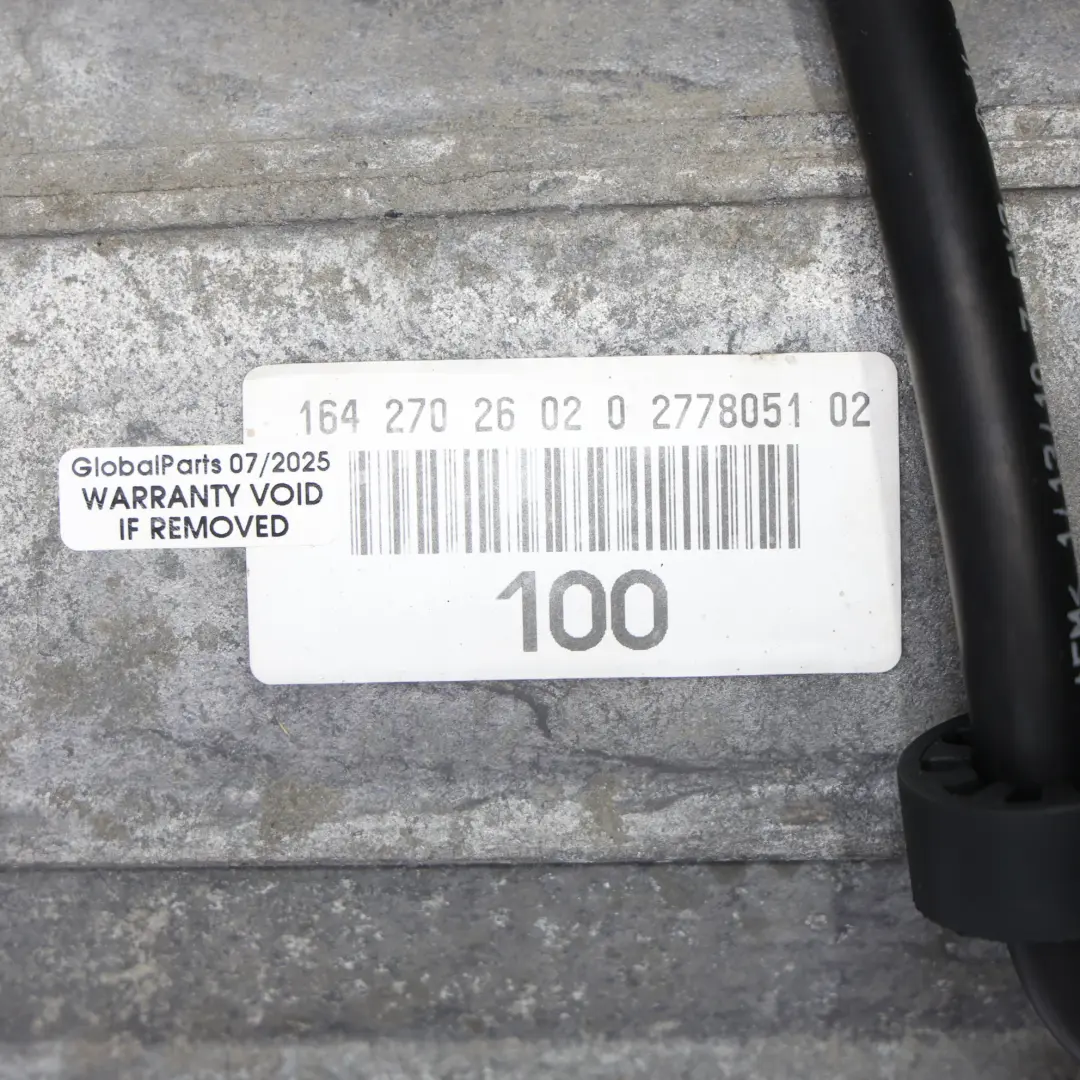 164 270 26 02 0 2778051 02
GlobalParts 07/2025
WARRANTY VOID
IF REMOVED
100